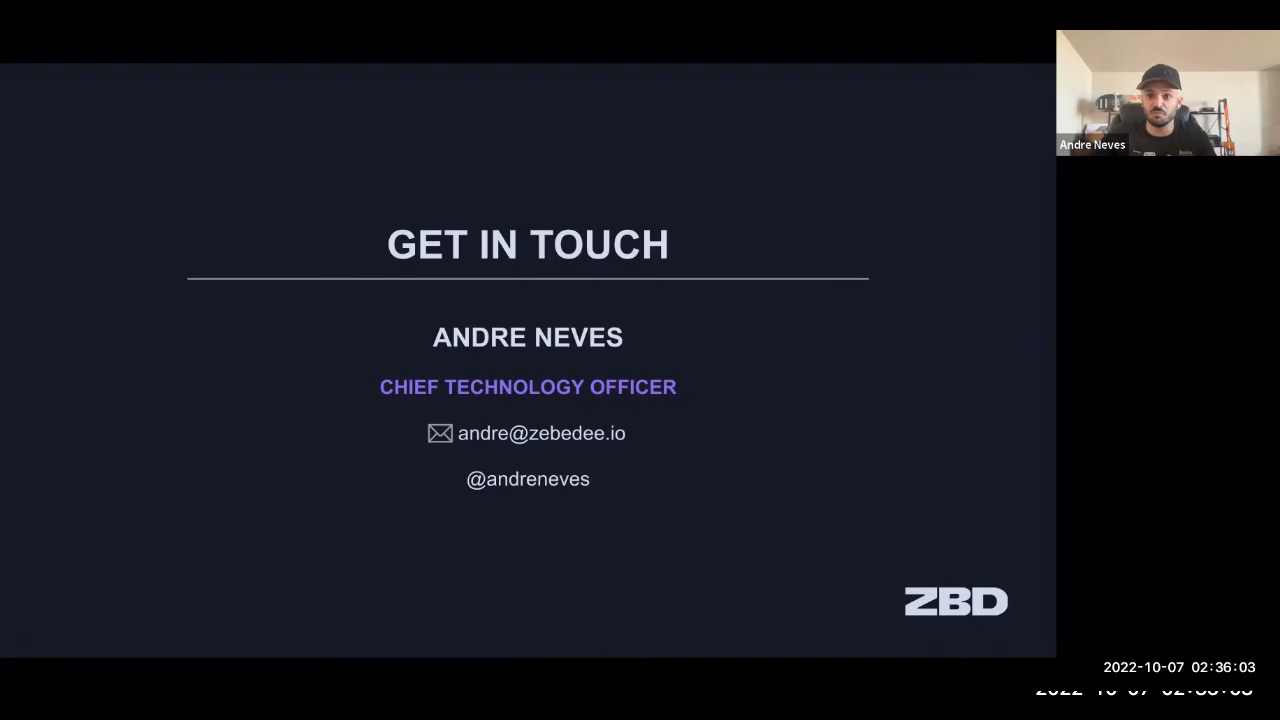 GET IN TOUCH
ANDRE NEVES
CHIEF TECHNOLOGY OFFICER
andre@zebedee.io
@andreneves
ZBD
Andre Neves
2022-10-07 02:36:03